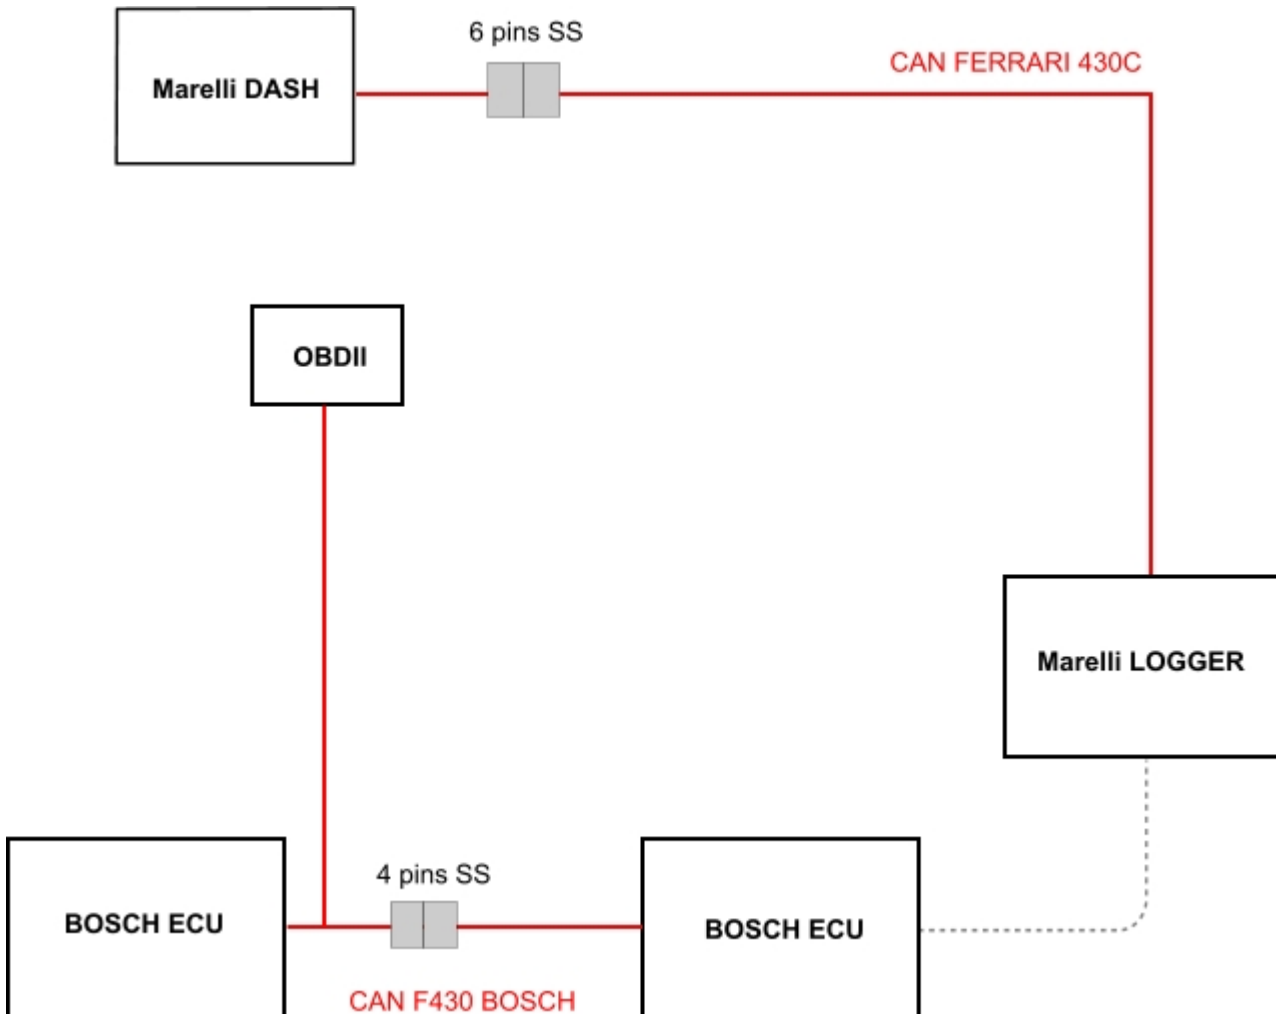 6 pins SS
CAN FERRARI 430C
Marelli DASH
OBDII
Marelli LOGGER
4 pins SS
BOSCH ECU
BOSCH ECU
CAN F430 BOSCH